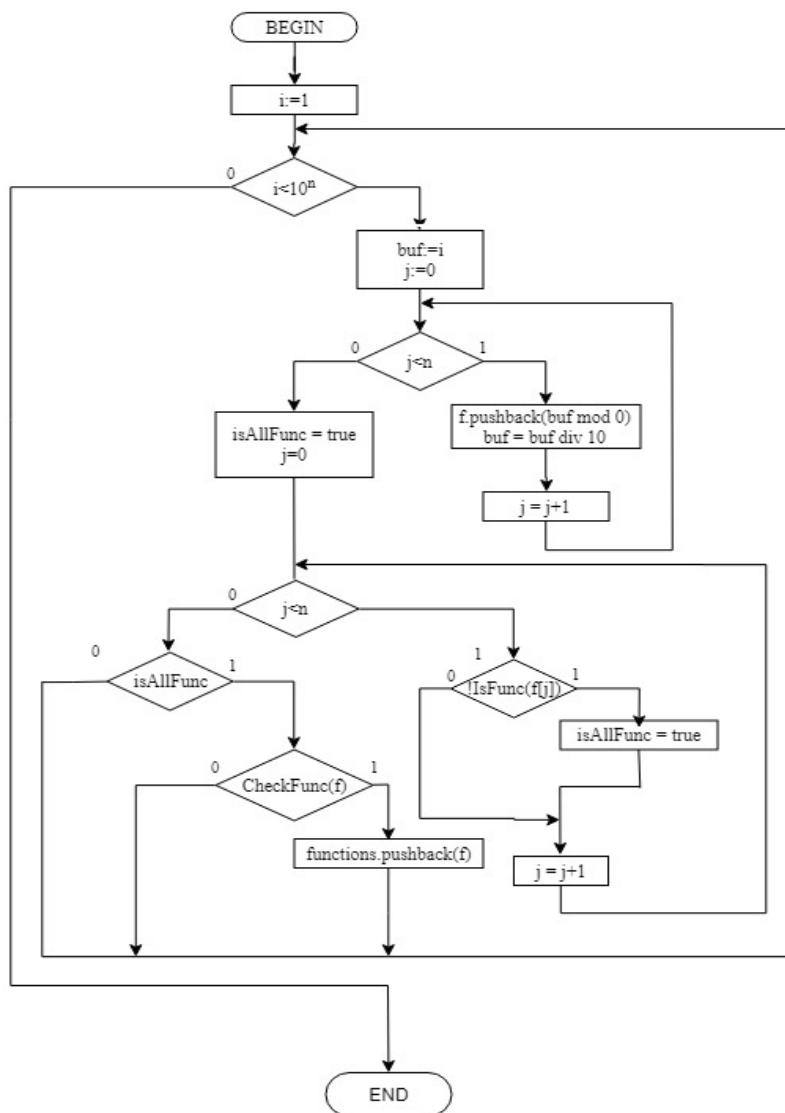 BEGIN
i:=1
0
i<10ⁿ
buf:=i
j:=0
0
j<n
1
f.pushback(buf mod 0)
buf = buf div 10
j = j+1
isAllFunc = true
j=0
0
j<n
0
isAllFunc
1
1
0
!IsFunc(f[j])
1
isAllFunc = true
0
CheckFunc(f)
1
functions.pushback(f)
j = j+1
END